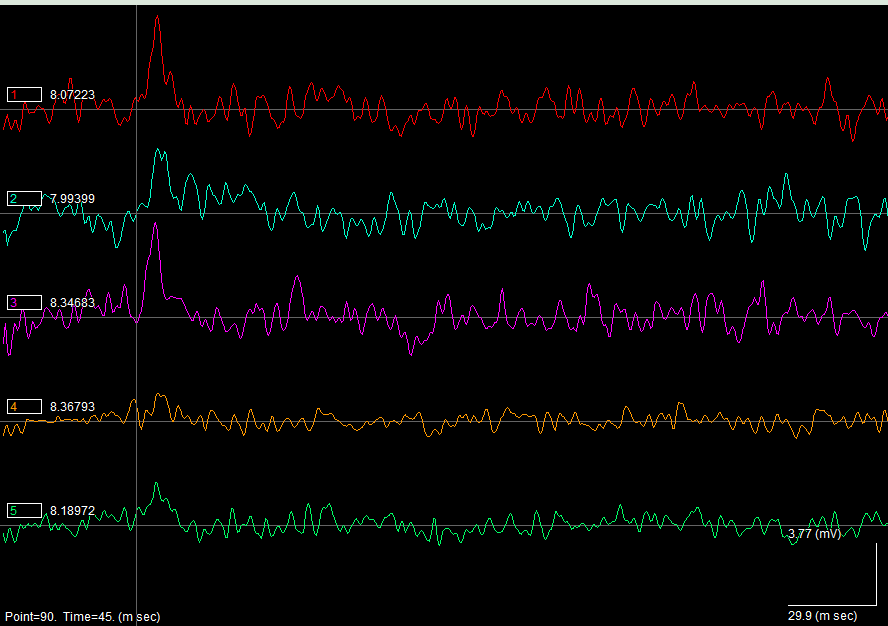 1 8.07223
2 7.99399
3 8.34683
4 8.36793
5 8.18972
3.77 (mv)
29.9 (m sec)
Point=90. Time=45. (m sec)